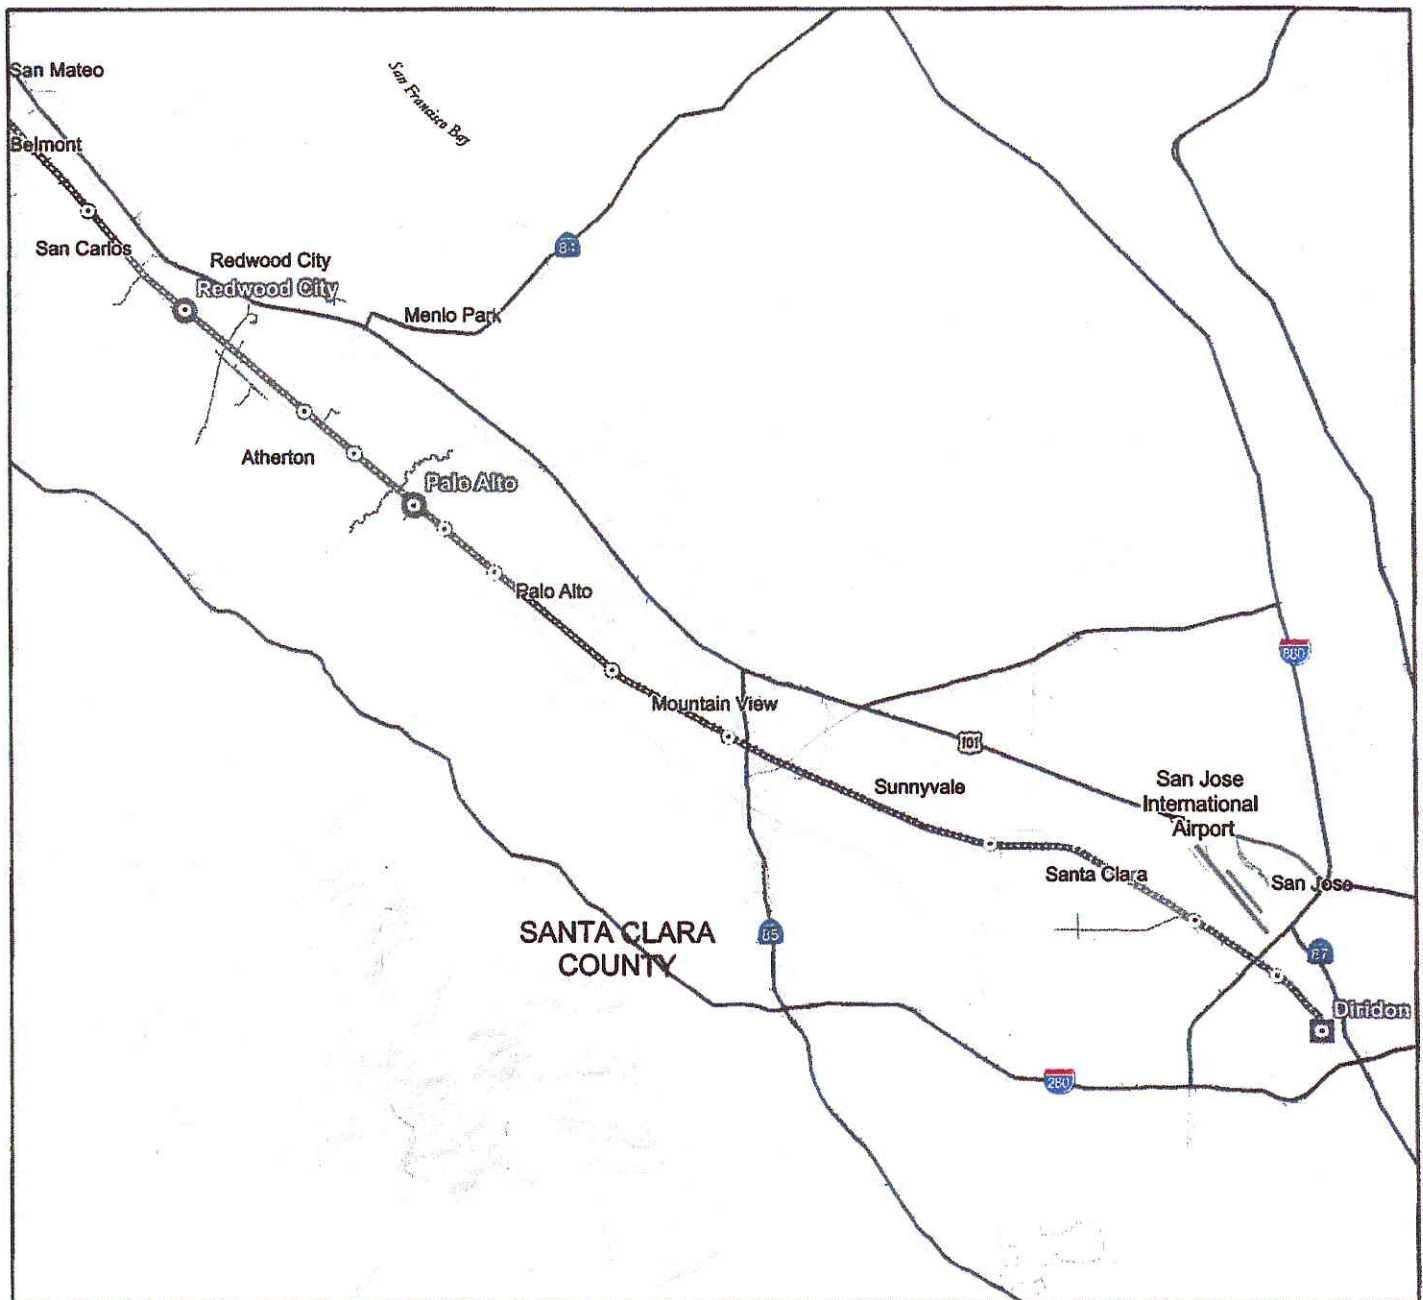 San Mateo
San Francisco Bay
Belmont
San Carlos
84
Redwood City
Redwood City
Menlo Park
Atherton
Palo Alto
Palo Alto
880
Mountain View
101
Sunnyvale
San Jose
International
Airport
Santa Clara
San Jose
SANTA CLARA
COUNTY
85
87
Diridon
280